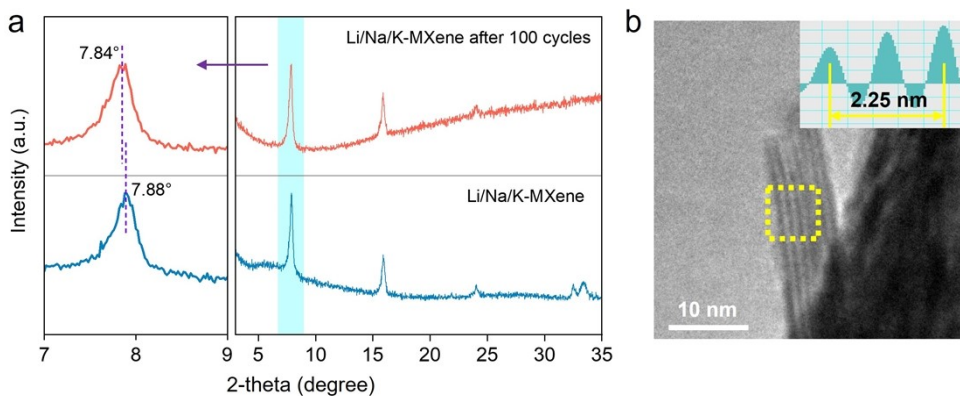 a
7.84°
Li/Na/K-MXene after 100 cycles
7.88°
Li/Na/K-MXene
Intensity (a.u.)
7 8 9 5 10 15 20 25 30 35
2-theta (degree)
b
2.25 nm
10 nm